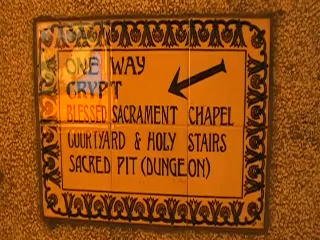 ONE WAY
CRYPT
BLESSED SACRAMENT CHAPEL
COURTYARD & HOLY STAIRS
SACRED PIT (DUNGEON)